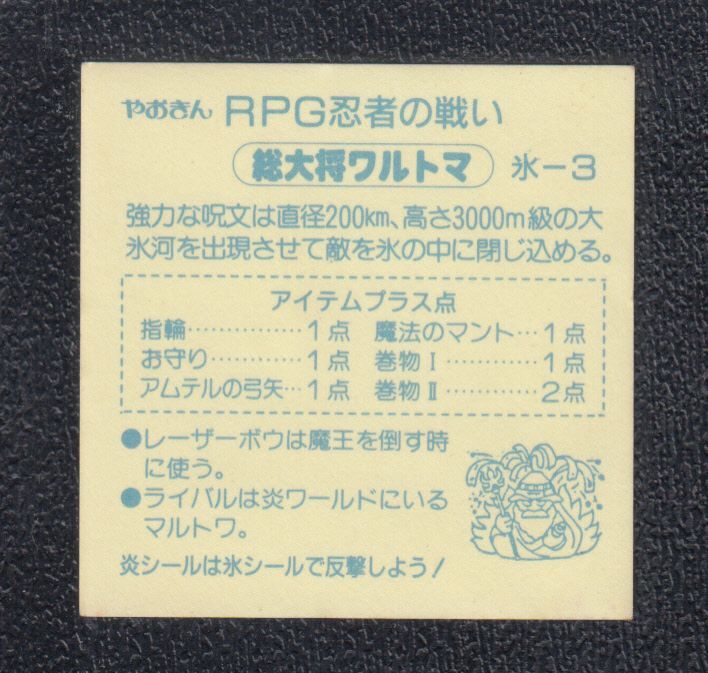 やおきん RPG忍者の戦い
総大将ワルトマ 氷－3
強力な呪文は直径200km、高さ3000m級の大
氷河を出現させて敵を氷の中に閉じ込める。
アイテムプラス点
指輪……………1点 魔法のマント…1点
お守り…………1点 巻物Ⅰ…………1点
アムテルの弓矢…1点 巻物Ⅱ…………2点
●レーザーボウは魔王を倒す時
に使う。
●ライバルは炎ワールドにいる
マルトワ。
炎シールは氷シールで反撃しよう！